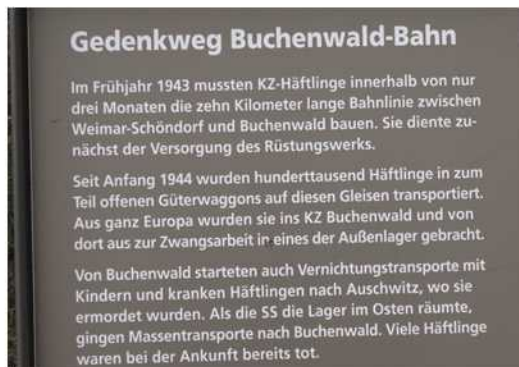 Gedenkweg Buchenwald-Bahn
Im Frühjahr 1943 mussten KZ-Häftlinge innerhalb von nur
drei Monaten die zehn Kilometer lange Bahnlinie zwischen
Weimar-Schöndorf und Buchenwald bauen. Sie diente zu-
nächst der Versorgung des Rüstungswerks.
Seit Anfang 1944 wurden hunderttausend Häftlinge in zum
Teil offenen Güterwaggons auf diesen Gleisen transportiert.
Aus ganz Europa wurden sie ins KZ Buchenwald und von
dort aus zur Zwangsarbeit in eines der Außenlager gebracht.
Von Buchenwald starteten auch Vernichtungstransporte mit
Kindern und kranken Häftlingen nach Auschwitz, wo sie
ermordet wurden. Als die SS die Lager im Osten räumte,
gingen Massentransporte nach Buchenwald. Viele Häftlinge
waren bei der Ankunft bereits tot.